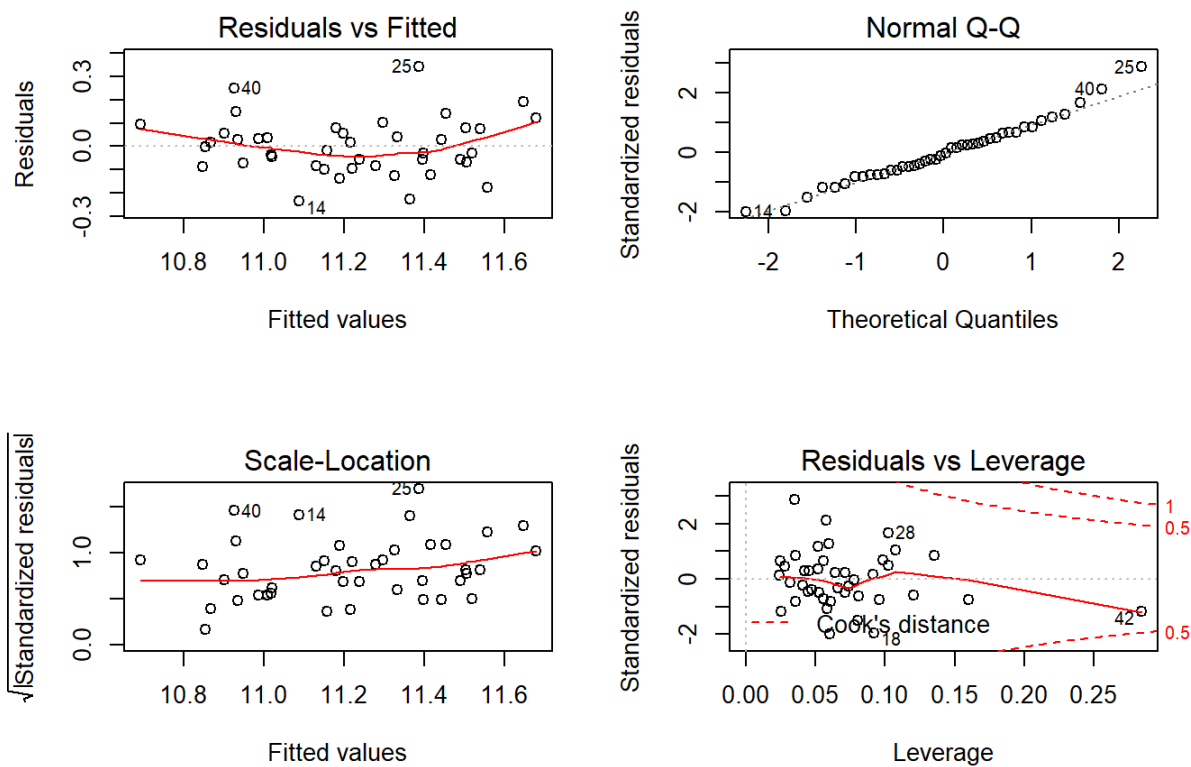 Residuals vs Fitted
Residuals
0.3
0.0
-0.3
25
40
14
10.8 11.0 11.2 11.4 11.6
Fitted values
Normal Q-Q
Standardized residuals
2
0
-2
25
40
14
-2 -1 0 1 2
Theoretical Quantiles
Scale-Location
√|Standardized residuals|
1.0
0.0
25
40
14
10.8 11.0 11.2 11.4 11.6
Fitted values
Residuals vs Leverage
Standardized residuals
2
0
-2
1
0.5
28
42
0.5
Cook's distance
18
0.00 0.05 0.10 0.15 0.20 0.25
Leverage